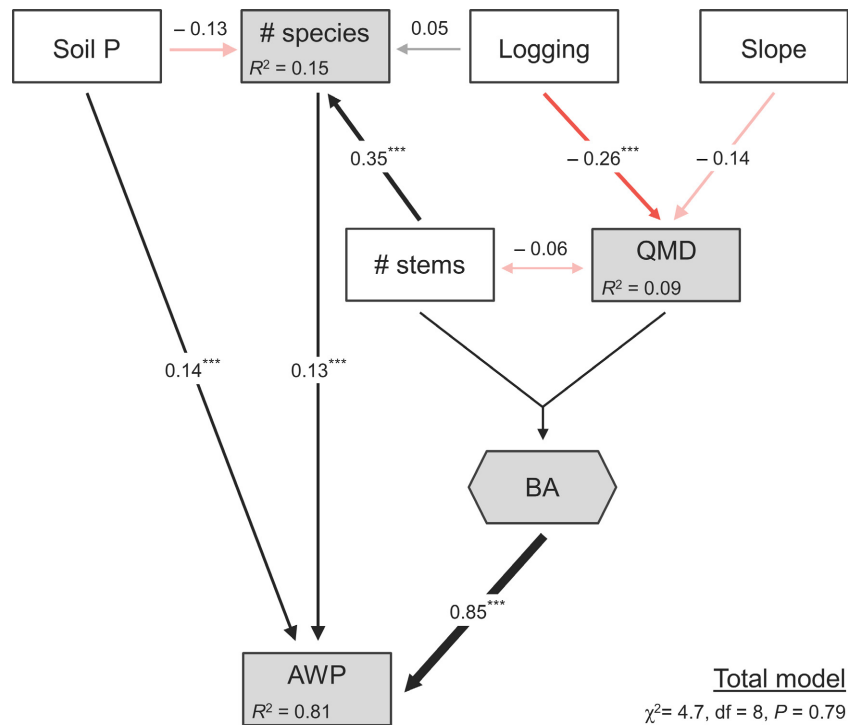 Soil P
– 0.13
# species
R² = 0.15
0.05
Logging
Slope
0.35***
– 0.26***
– 0.14
# stems
– 0.06
QMD
R² = 0.09
0.14***
0.13***
BA
0.85***
AWP
R² = 0.81
Total model
χ²= 4.7, df = 8, P = 0.79